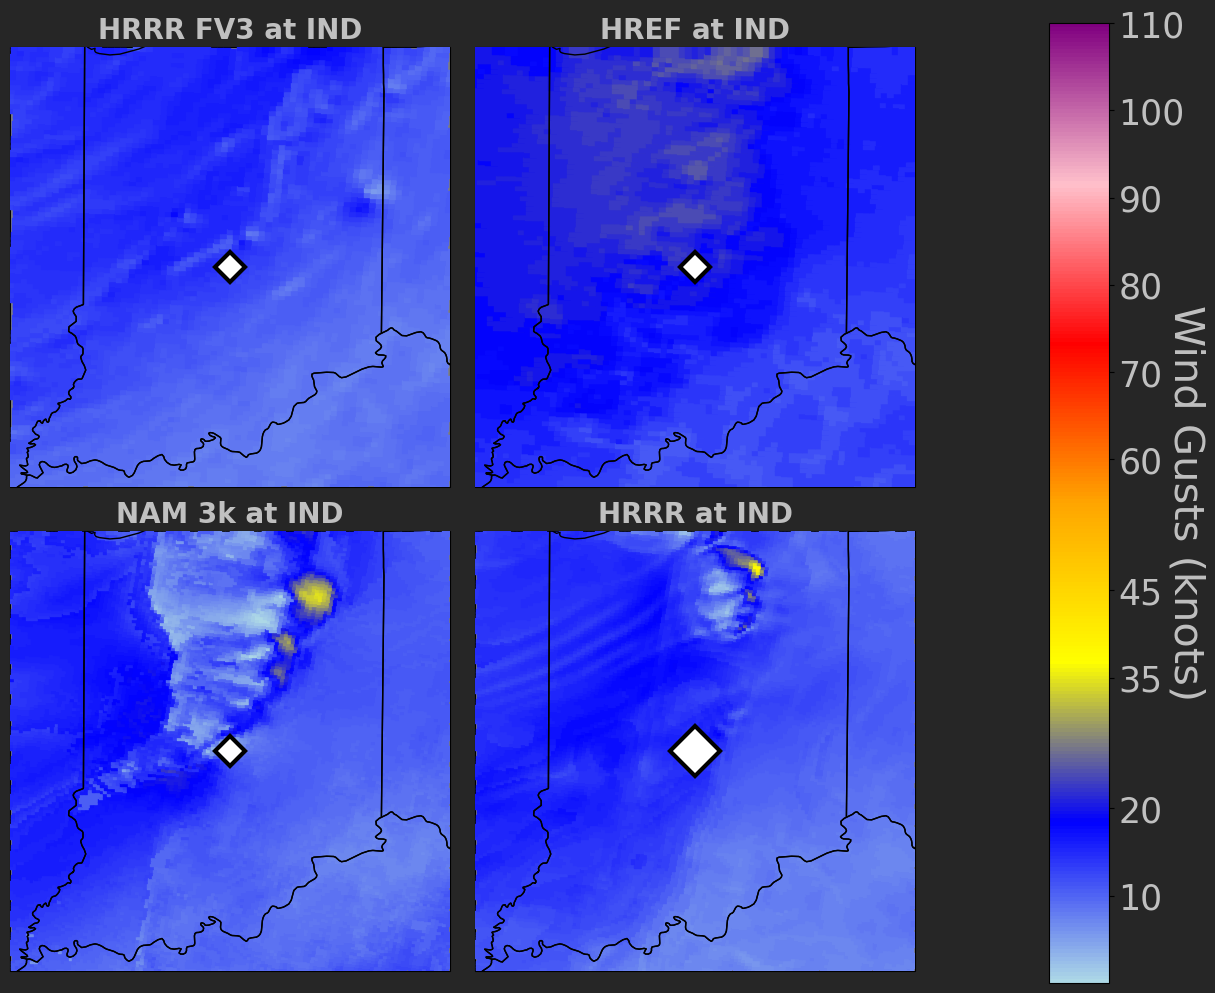 HRRR FV3 at IND
HREF at IND
NAM 3k at IND
HRRR at IND
110
100
90
80
70
60
45
35
20
10
Wind Gusts (knots)